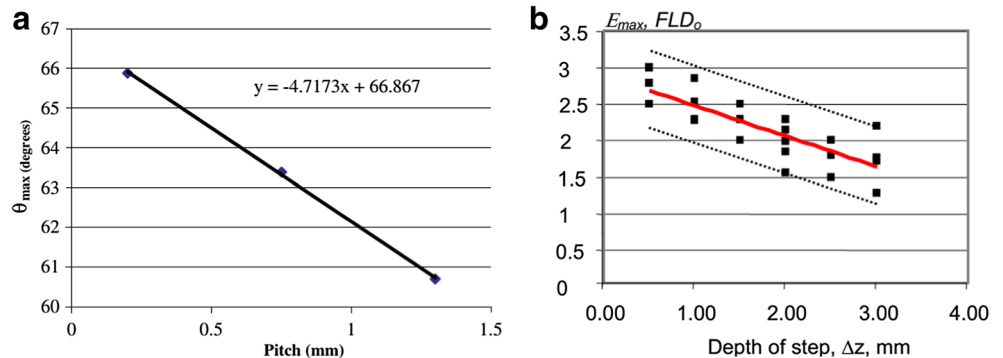 a
67
66
65
64
63
62
61
60
θmax (degrees)
y = -4.7173x + 66.867
0 0.5 1 1.5
Pitch (mm)
b
Emax, FLDo
3.5
3
2.5
2
1.5
1
0.5
0
0.00 1.00 2.00 3.00 4.00
Depth of step, Δz, mm